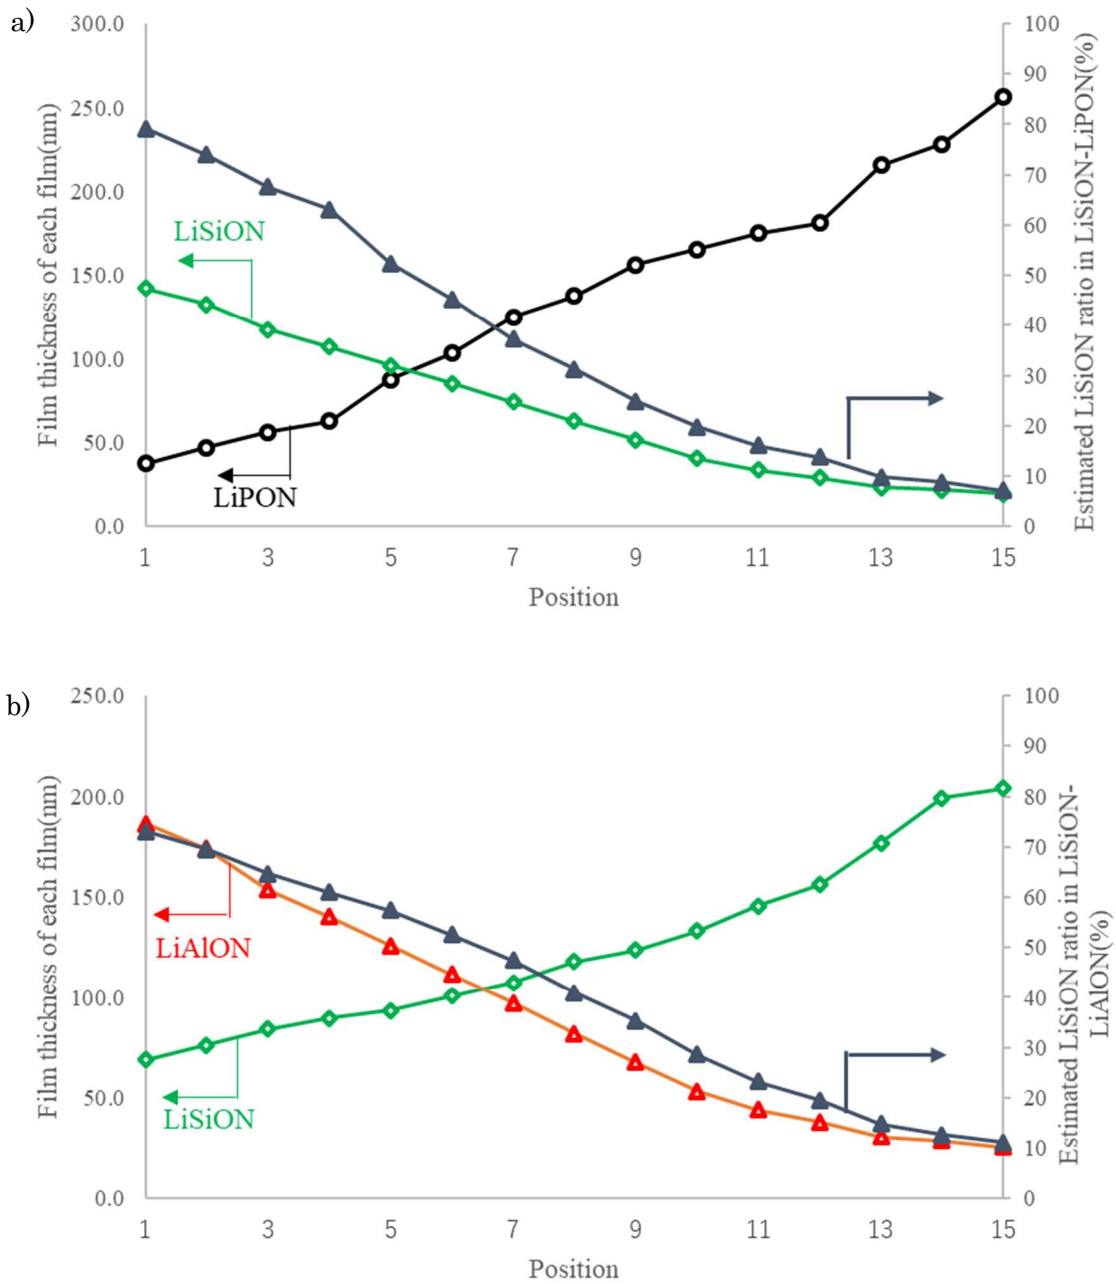 a)
Film thickness of each film(nm)
300.0
250.0
200.0
150.0
100.0
50.0
0.0
LiSiON
LiPON
100
90
80
70
60
50
40
30
20
10
0
Estimated LiSiON ratio in LiSiON-LiPON(%)
1 3 5 7 9 11 13 15
Position
b)
Film thickness of each film(nm)
250.0
200.0
150.0
100.0
50.0
0.0
LiAlON
LiSiON
100
90
80
70
60
50
40
30
20
10
0
Estimated LiSiON ratio in LiSiON-
LiAlON(%)
1 3 5 7 9 11 13 15
Position